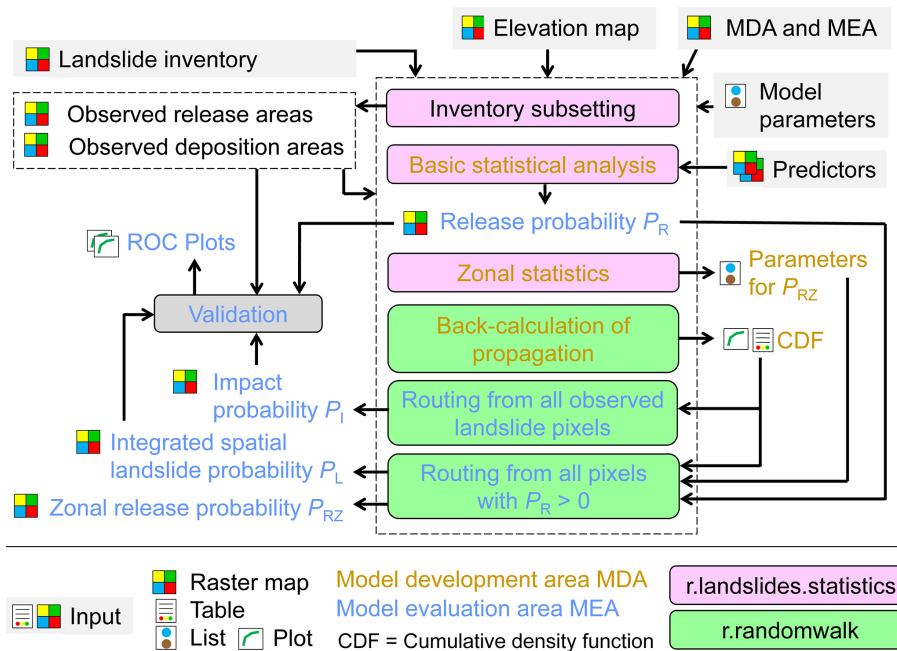 Elevation map
MDA and MEA
Landslide inventory
Observed release areas
Observed deposition areas
Inventory subsetting
Model
parameters
Basic statistical analysis
Predictors
Release probability PR
ROC Plots
Zonal statistics
Parameters
for PRZ
Validation
Back-calculation of
propagation
CDF
Impact
probability PI
Routing from all observed
landslide pixels
Integrated spatial
landslide probability PL
Routing from all pixels
with PR > 0
Zonal release probability PRZ
Input
Raster map
Table
List
Plot
Model development area MDA
Model evaluation area MEA
CDF = Cumulative density function
r.landslides.statistics
r.randomwalk